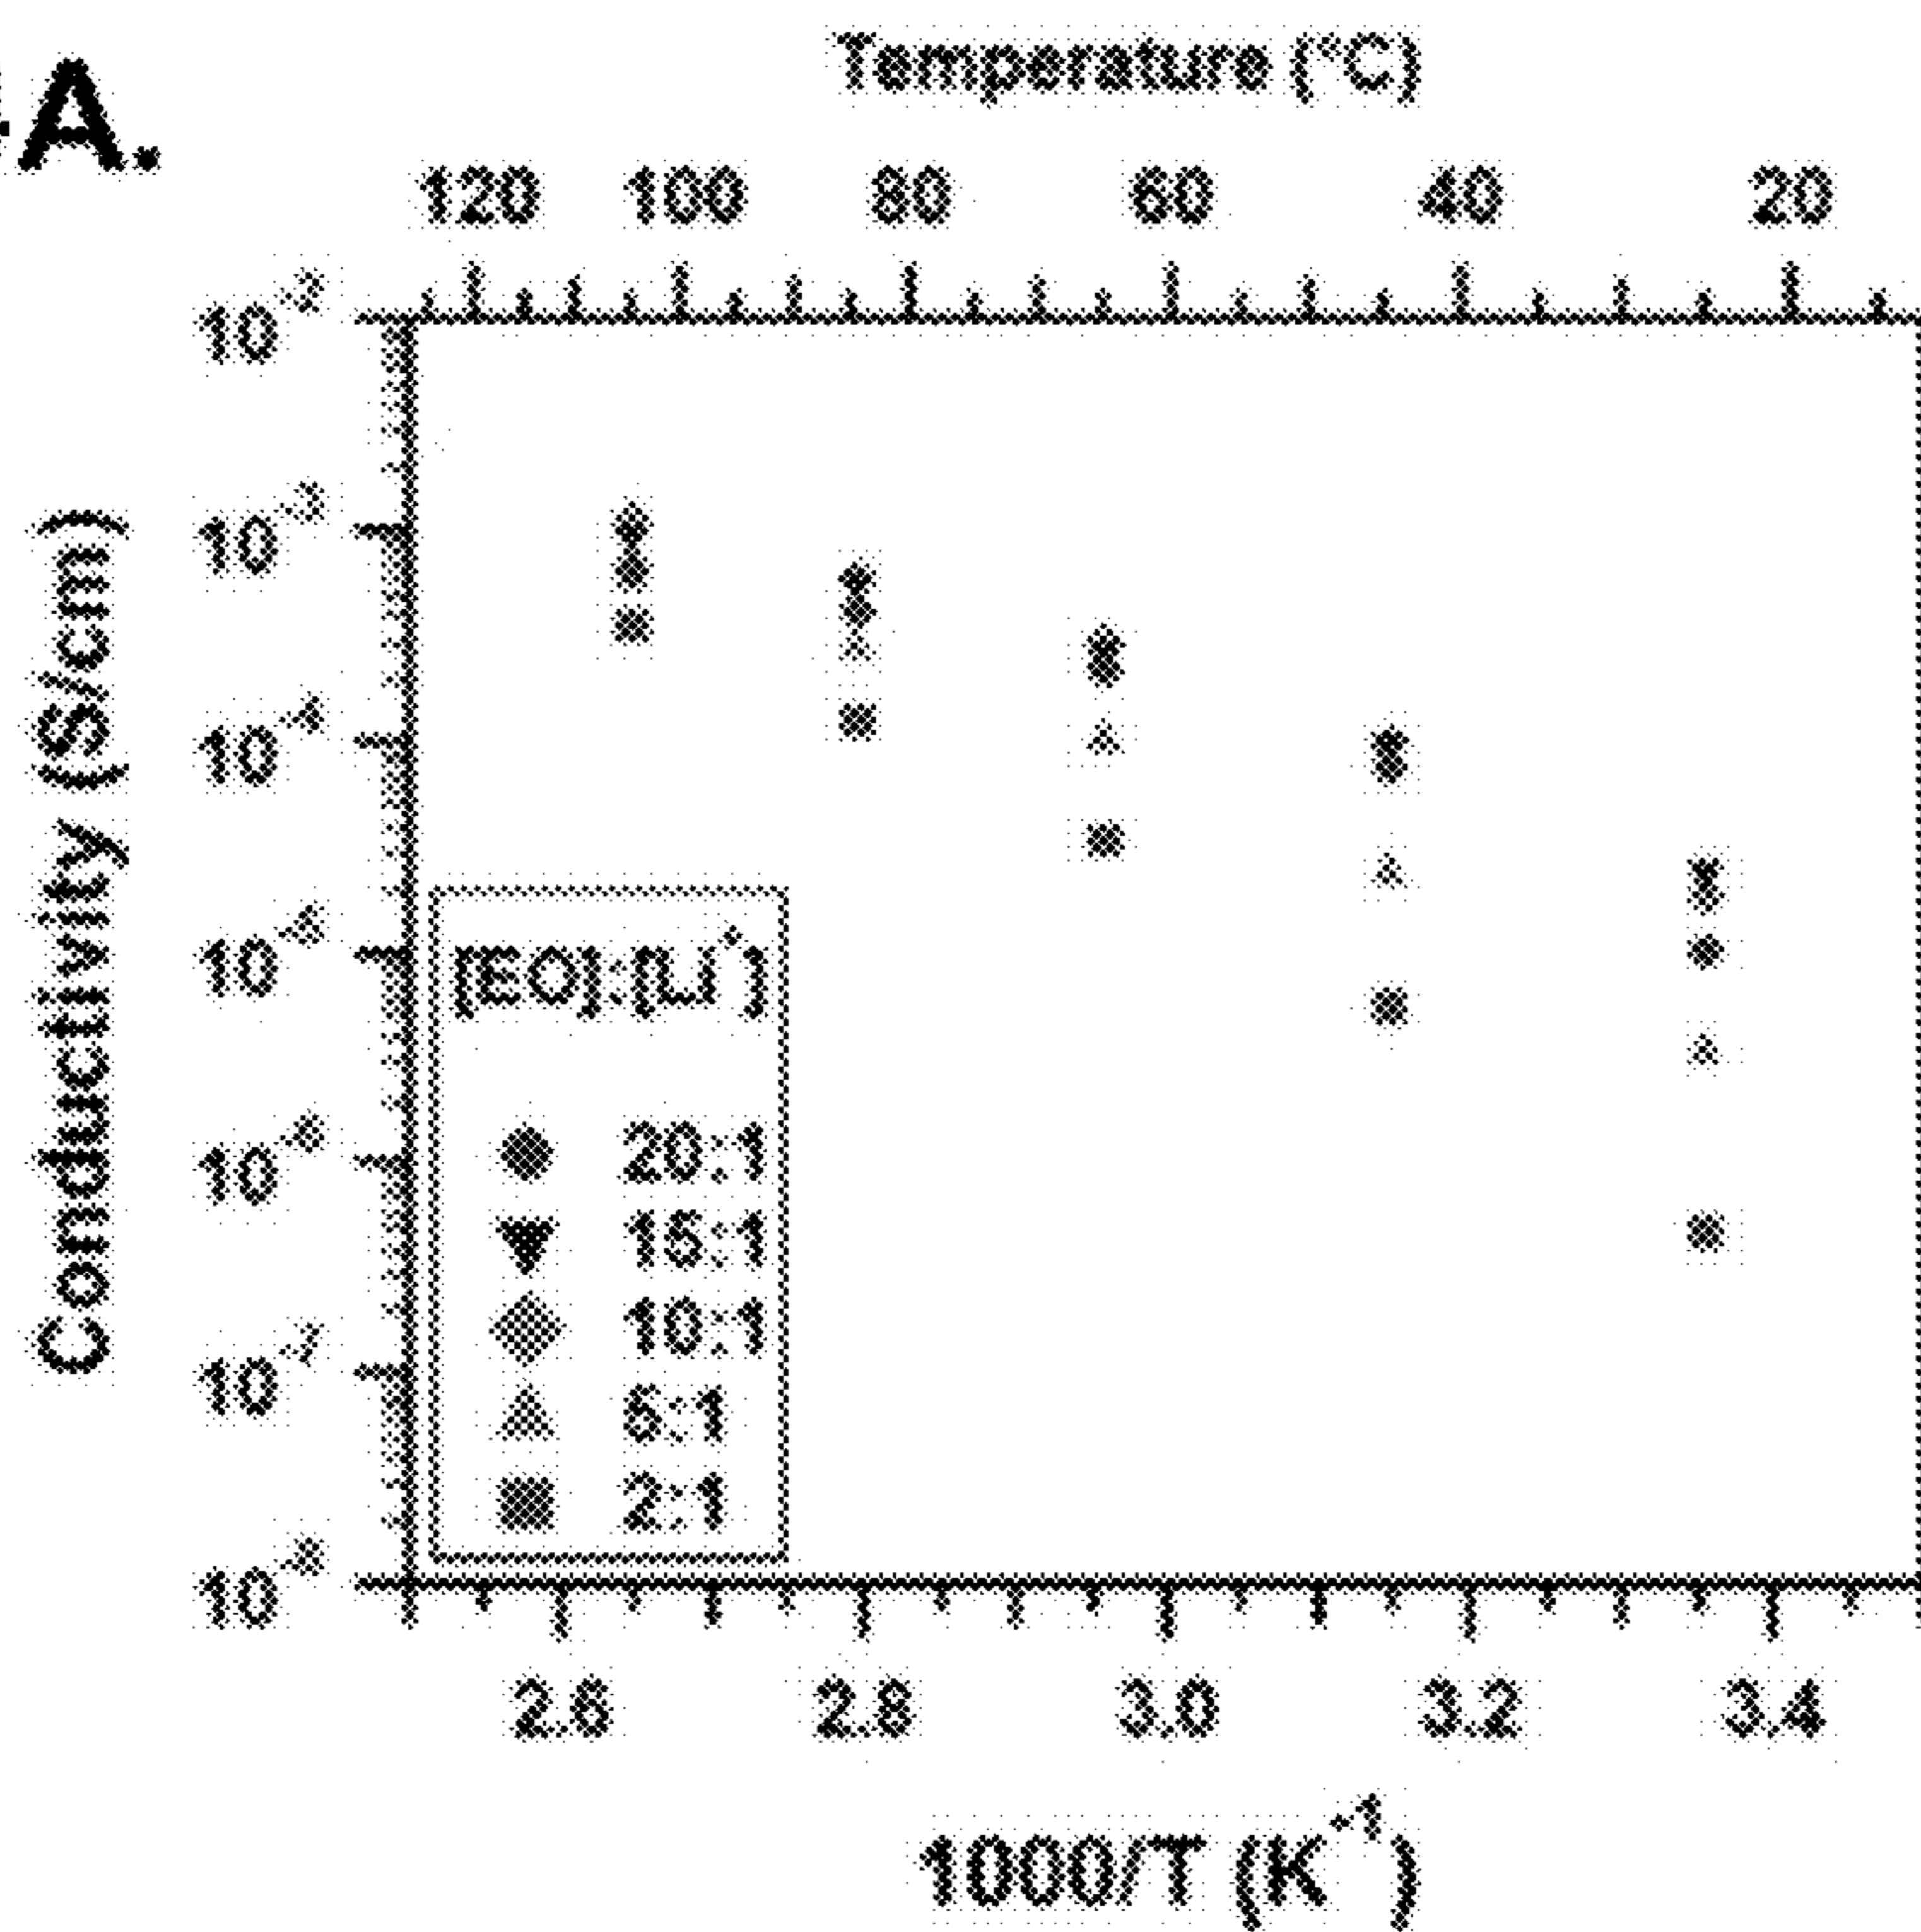 A.
Temperature (°C)
120 100 80 60 40 20
10⁻²
10⁻³
10⁻⁴
10⁻⁵
10⁻⁶
10⁻⁷
10⁻⁸
Conductivity (S/cm)
[EO]:[Li⁺]
20:1
15:1
10:1
5:1
2:1
2.6 2.8 3.0 3.2 3.4
1000/T (K⁻¹)